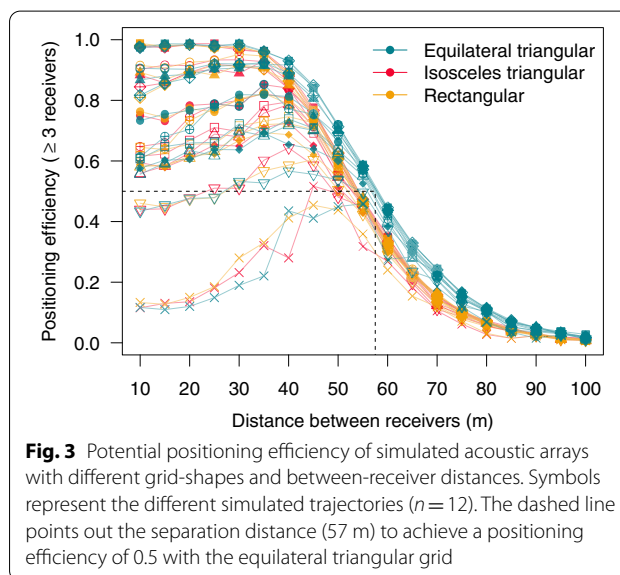 Positioning efficiency ( ≥ 3 receivers)
1.0
0.8
0.6
0.4
0.2
0.0
Equilateral triangular
Isosceles triangular
Rectangular
10 20 30 40 50 60 70 80 90 100
Distance between receivers (m)
Fig. 3 Potential positioning efficiency of simulated acoustic arrays
with different grid-shapes and between-receiver distances. Symbols
represent the different simulated trajectories (n = 12). The dashed line
points out the separation distance (57 m) to achieve a positioning
efficiency of 0.5 with the equilateral triangular grid